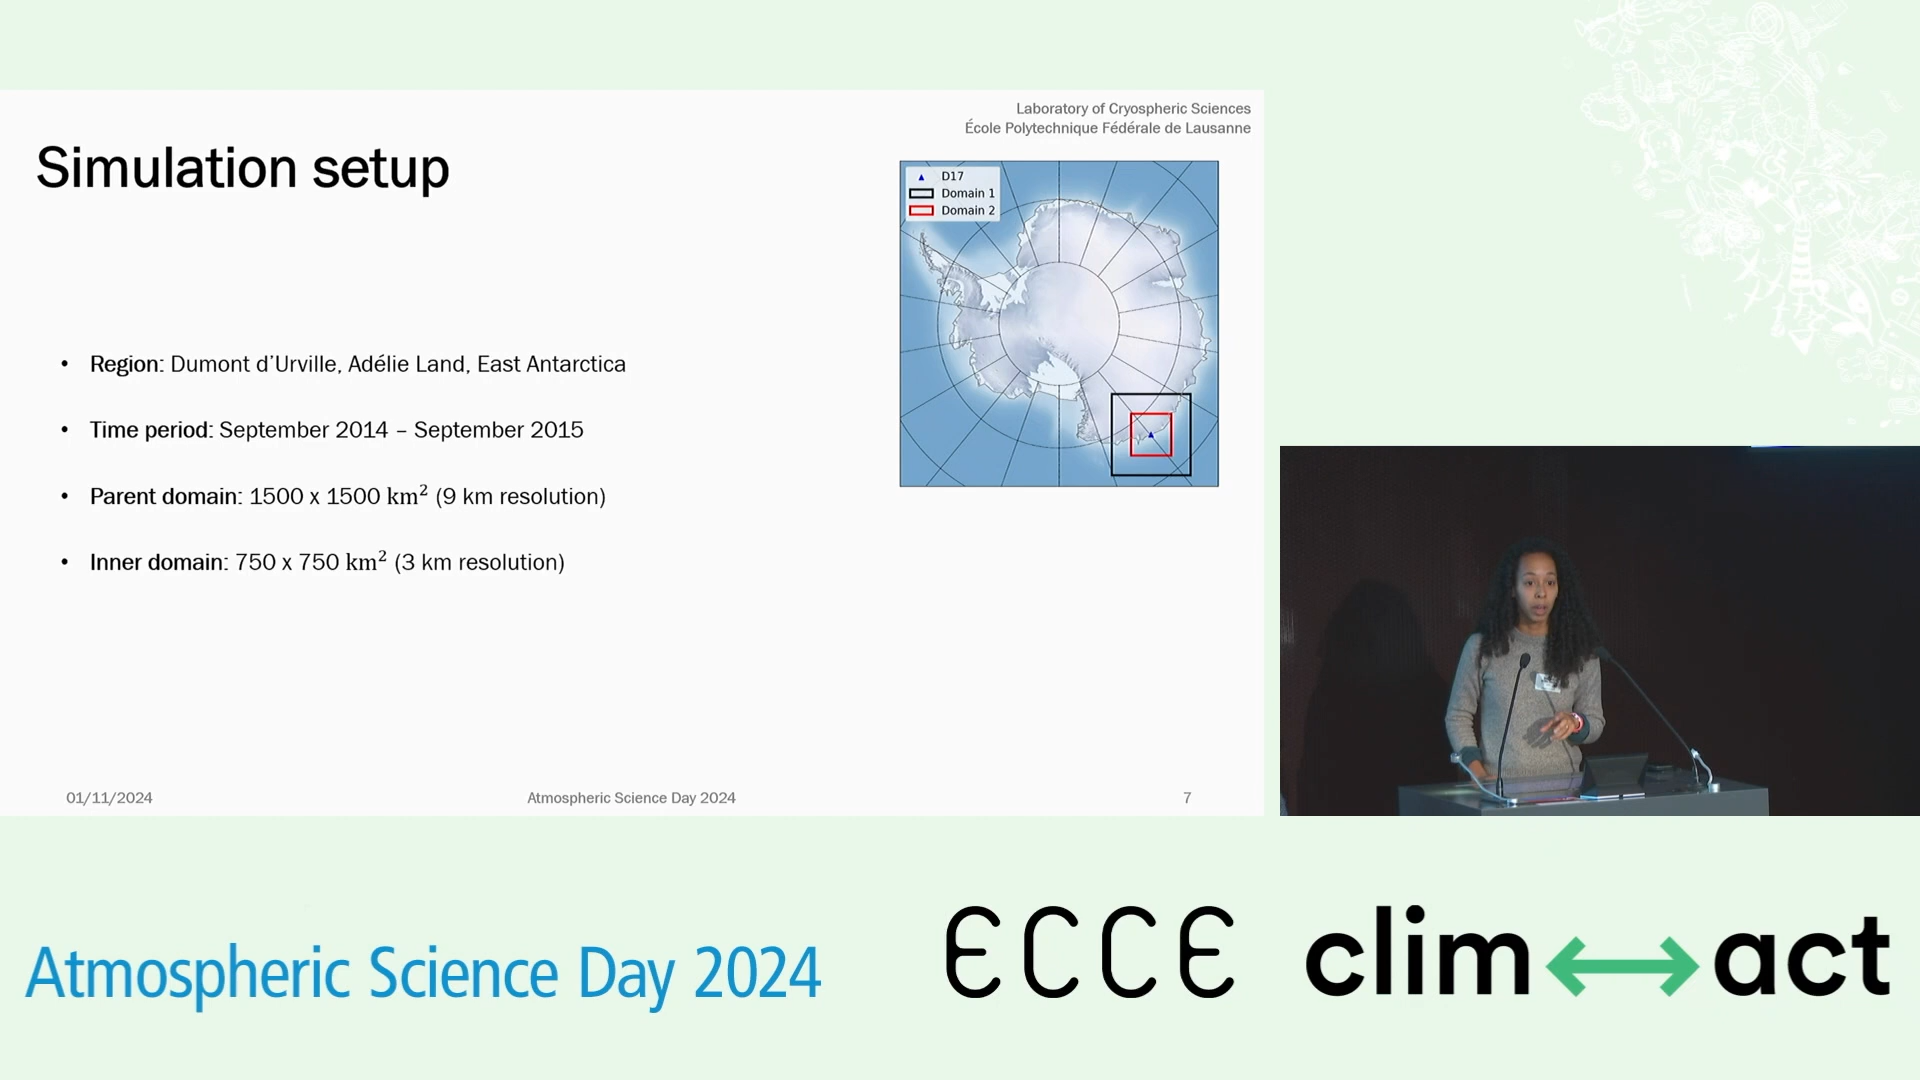 Laboratory of Cryospheric Sciences
École Polytechnique Fédérale de Lausanne
Simulation setup
D17
Domain 1
Domain 2
• Region: Dumont d’Urville, Adélie Land, East Antarctica
• Time period: September 2014 – September 2015
• Parent domain: 1500 x 1500 km² (9 km resolution)
• Inner domain: 750 x 750 km² (3 km resolution)
01/11/2024
Atmospheric Science Day 2024
7
Atmospheric Science Day 2024
ECCE
clim act